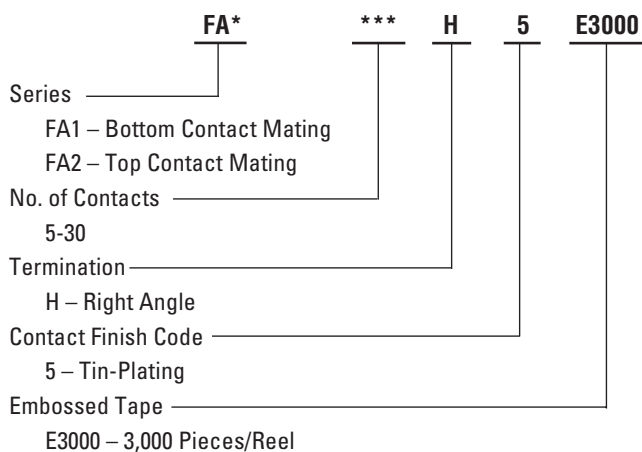 FA* *** H 5 E3000
Series
FA1 – Bottom Contact Mating
FA2 – Top Contact Mating
No. of Contacts
5-30
Termination
H – Right Angle
Contact Finish Code
5 – Tin-Plating
Embossed Tape
E3000 – 3,000 Pieces/Reel